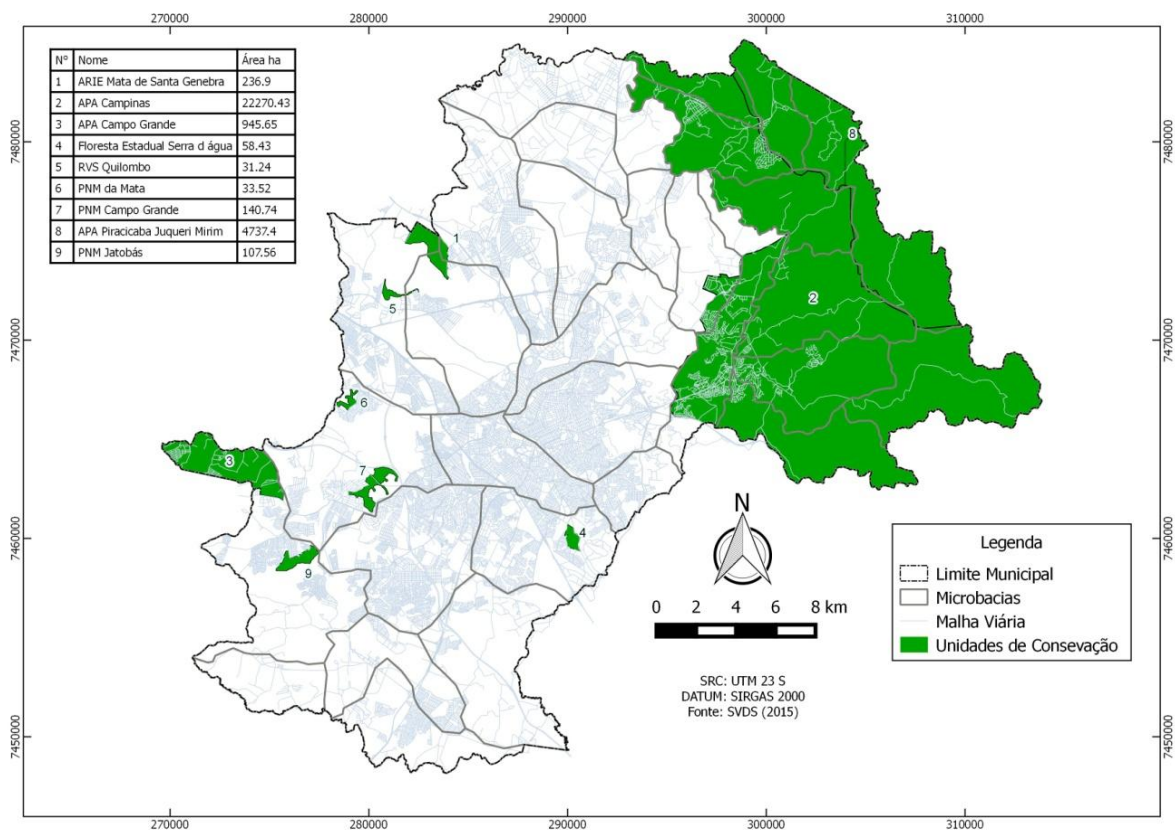 270000 280000 290000 300000 310000
Nº Nome Área ha
1 ARIE Mata de Santa Genebra 236.9
2 APA Campinas 22270.43
3 APA Campo Grande 945.65
4 Floresta Estadual Serra d água 58.43
5 RVS Quilombo 31.24
6 PNM da Mata 33.52
7 PNM Campo Grande 140.74
8 APA Piracicaba Juqueri Mirim 4737.4
9 PNM Jatobás 107.56
7480000 7480000
8
1
2
5
7470000 7470000
6
3
7
4
9
7460000 7460000
N
0 2 4 6 8 km
SRC: UTM 23 S
DATUM: SIRGAS 2000
Fonte: SVDS (2015)
Legenda
Limite Municipal
Microbacias
Malha Viária
Unidades de Consevação
7450000 7450000
270000 280000 290000 300000 310000